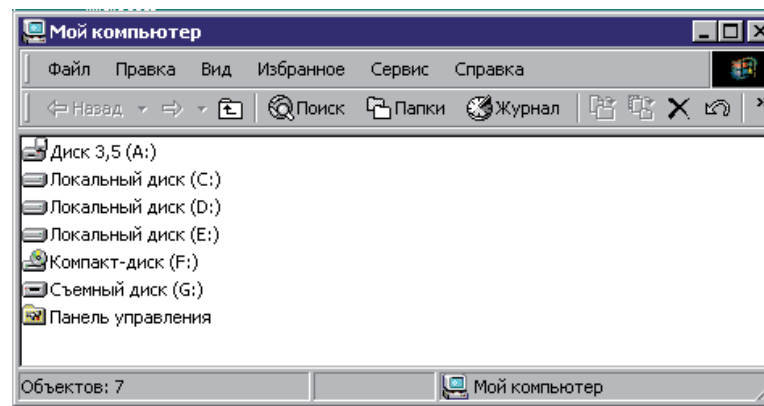 Мой компьютер
Файл Правка Вид Избранное Сервис Справка
Назад Поиск Папки Журнал »
Диск 3,5 (A:)
Локальный диск (C:)
Локальный диск (D:)
Локальный диск (E:)
Компакт-диск (F:)
Съемный диск (G:)
Панель управления
Объектов: 7 Мой компьютер